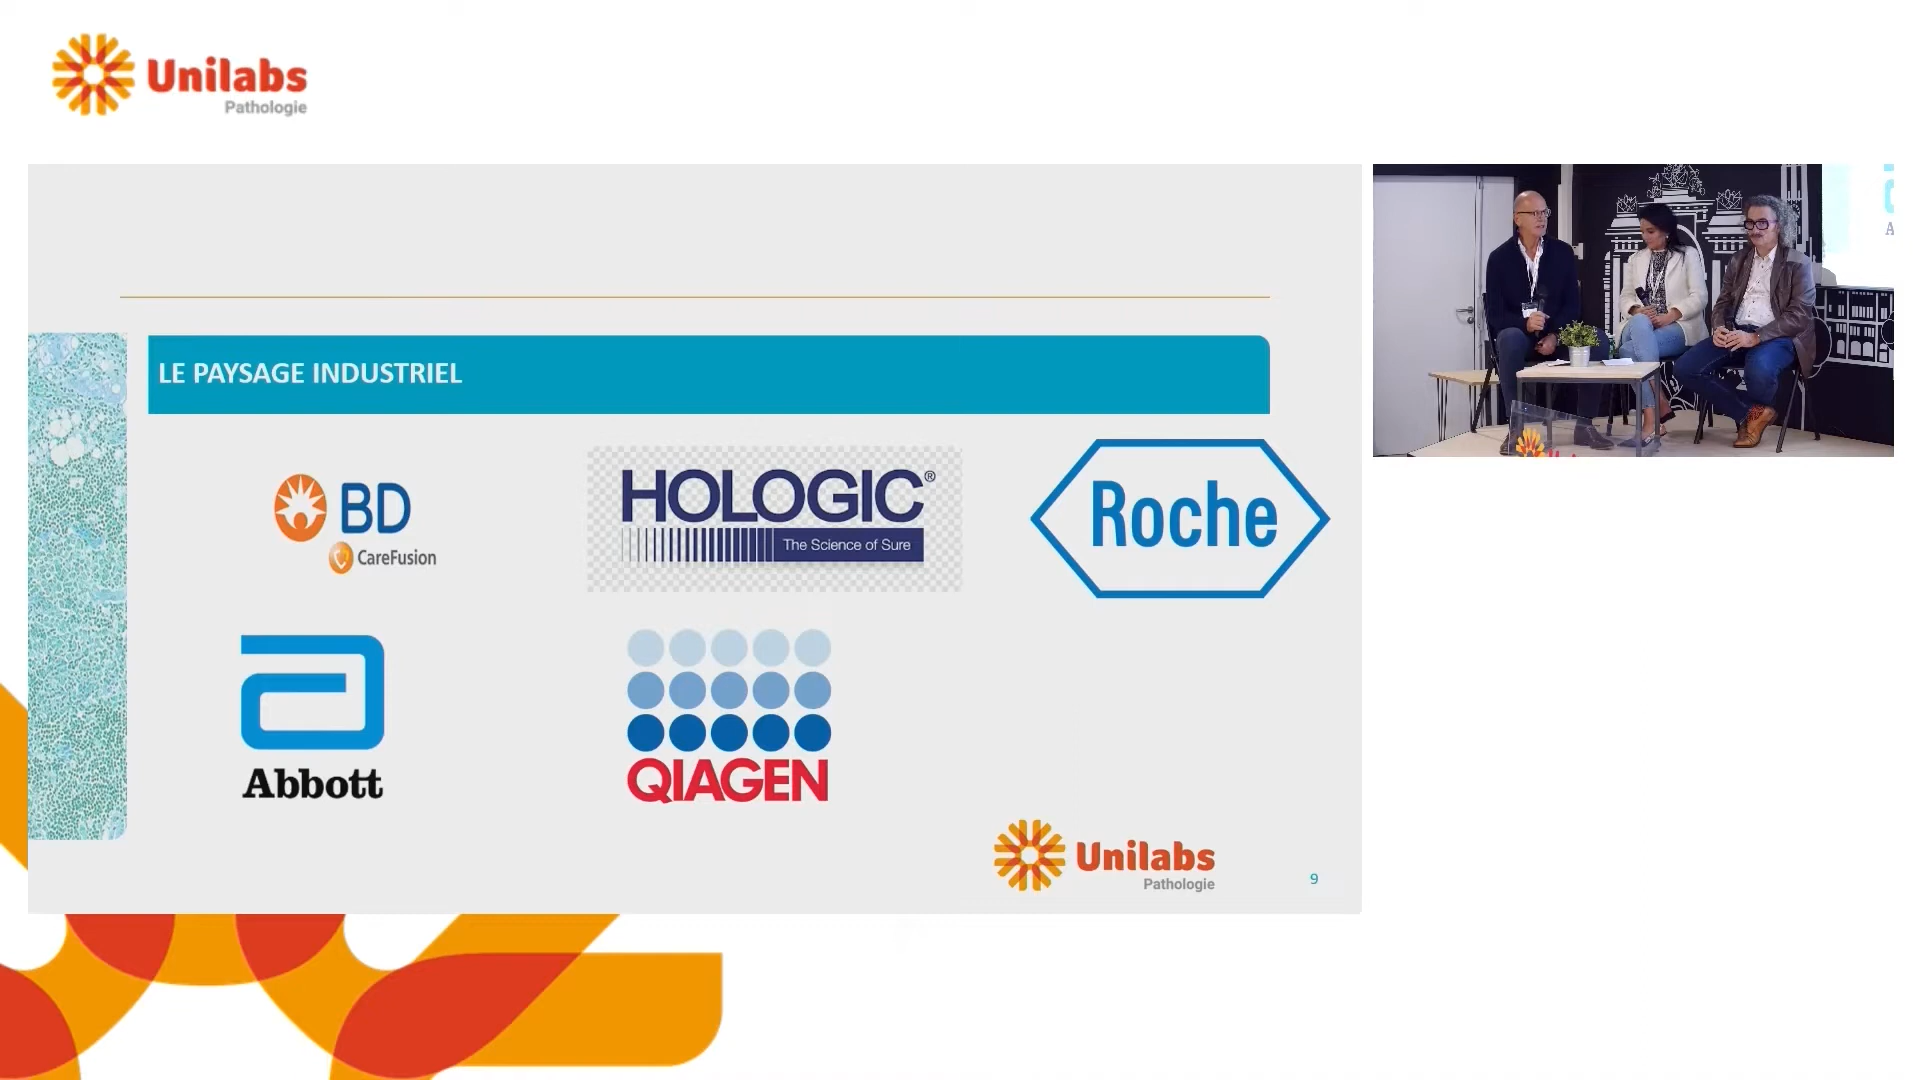 Unilabs
Pathologie
LE PAYSAGE INDUSTRIEL
BD
CareFusion
HOLOGIC®
The Science of Sure
Roche
Abbott
QIAGEN
Unilabs
Pathologie
9
A